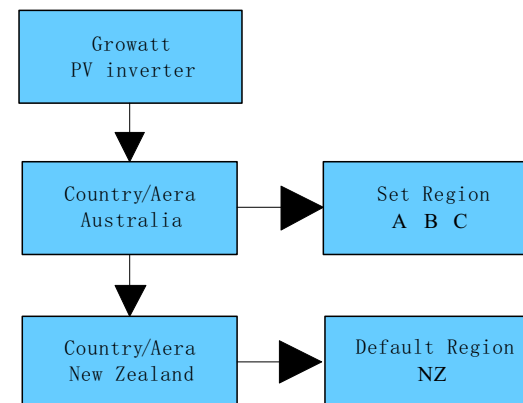 Growatt
PV inverter
Country/Aera
Australia
Set Region
A B C
Country/Aera
New Zealand
Default Region
NZ